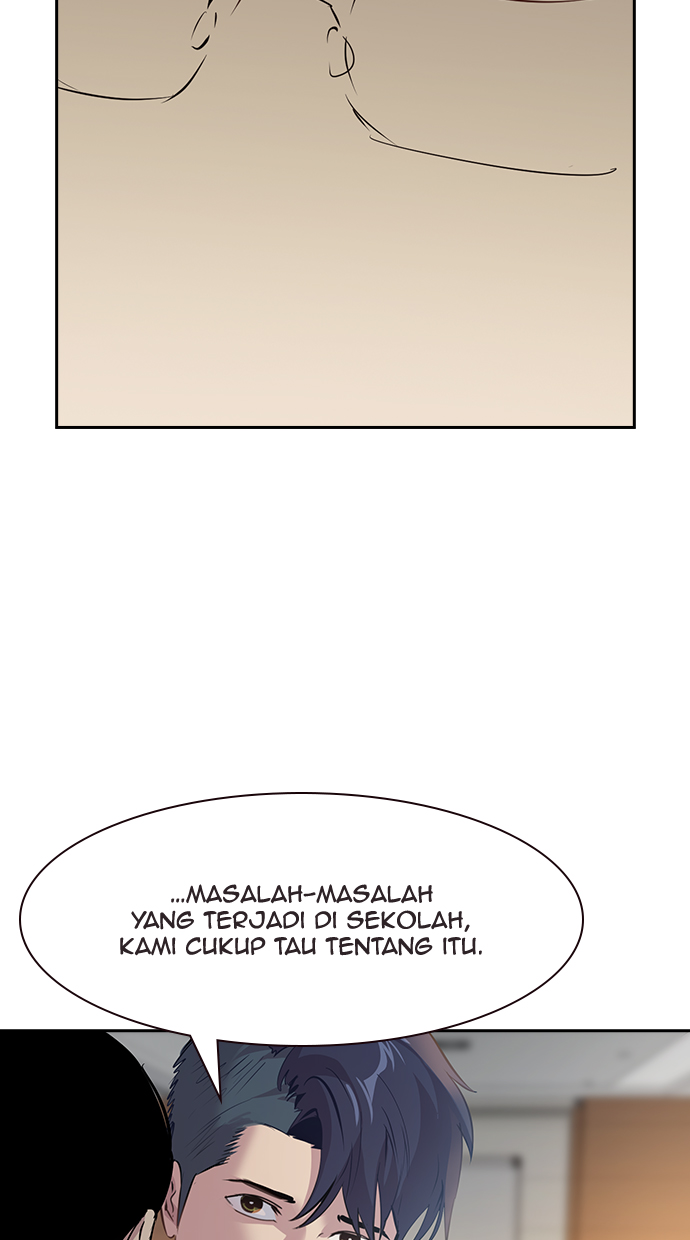 ...MASALAH-MASALAH
YANG TERJADI DI SEKOLAH,
KAMI CUKUP TAU TENTANG ITU.